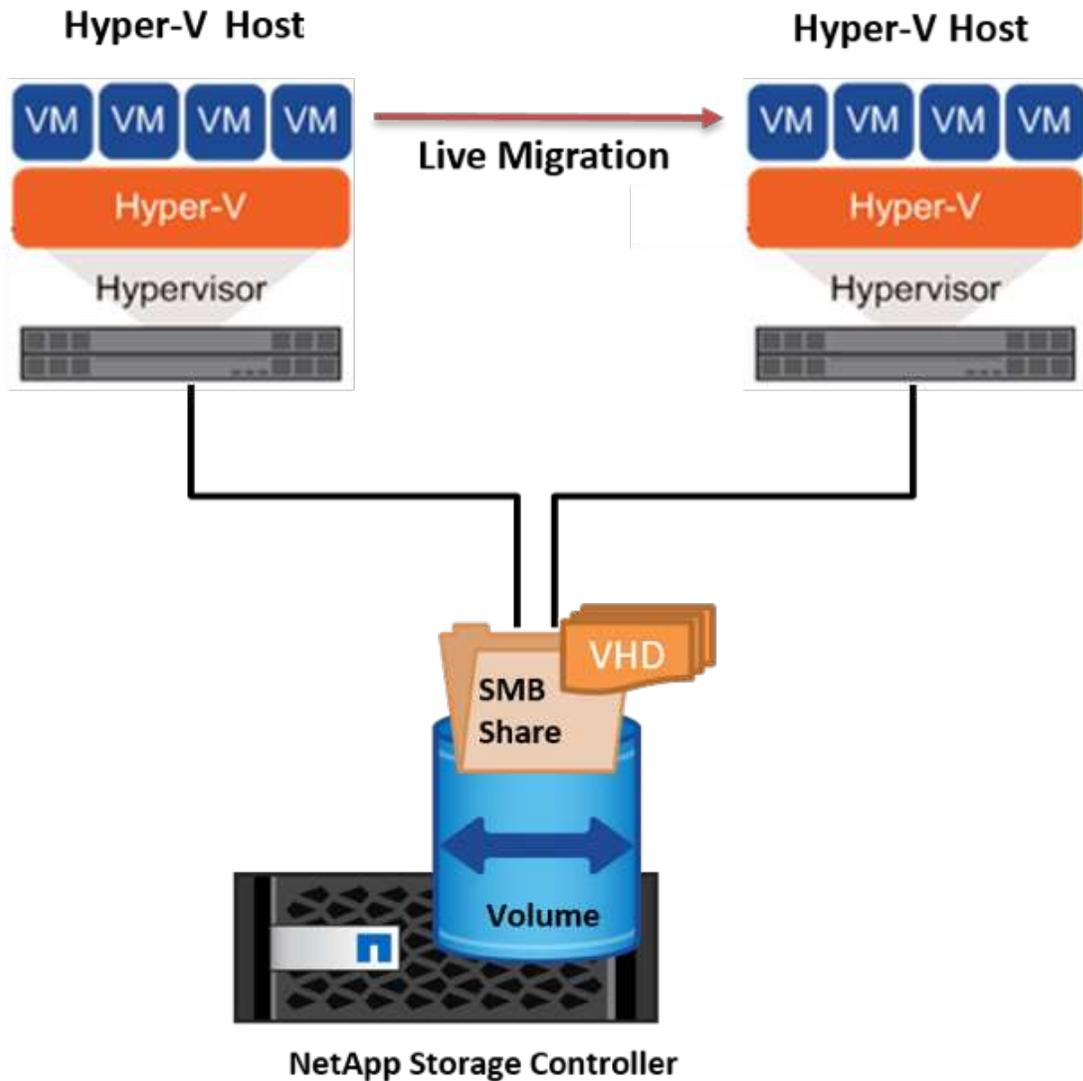 Hyper-V Host
Hyper-V Host
VM VM VM VM
VM VM VM VM
Live Migration
Hyper-V
Hyper-V
Hypervisor
Hypervisor
VHD
SMB
Share
Volume
NetApp Storage Controller